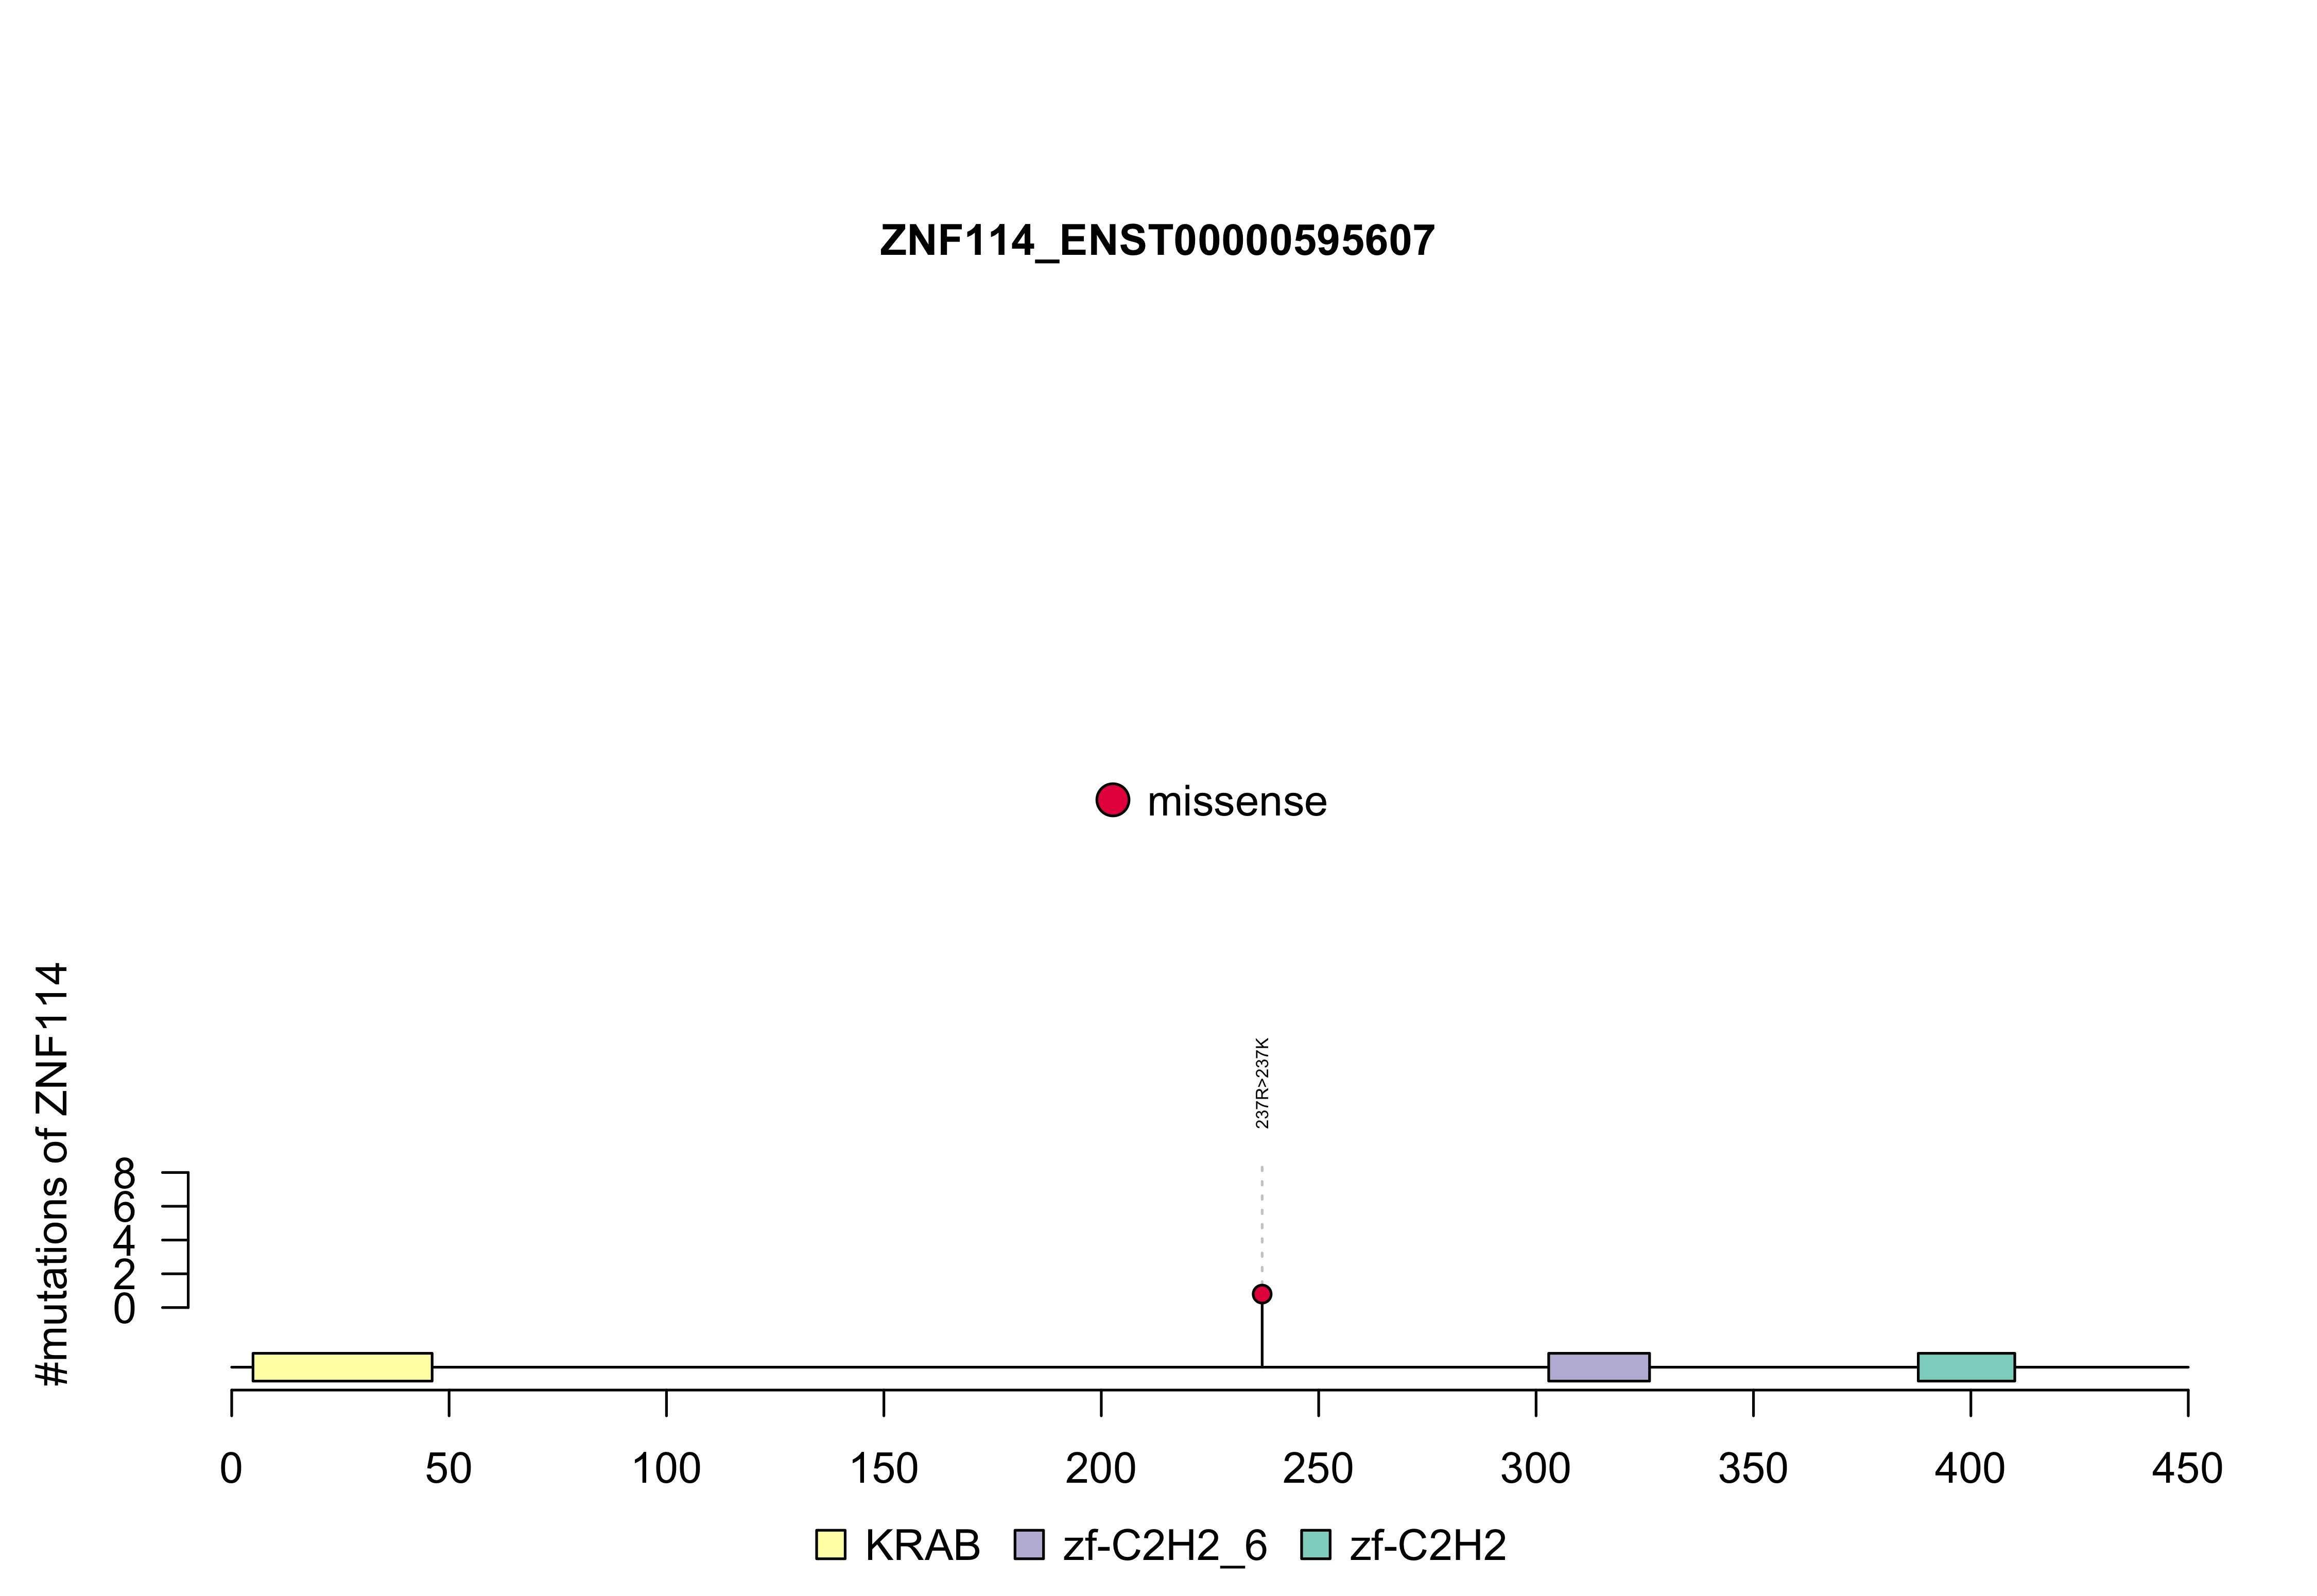 ZNF114_ENST00000595607
missense
#mutations of ZNF114
237R>237K
8
6
4
2
0
0 50 100 150 200 250 300 350 400 450
KRAB zf-C2H2_6 zf-C2H2